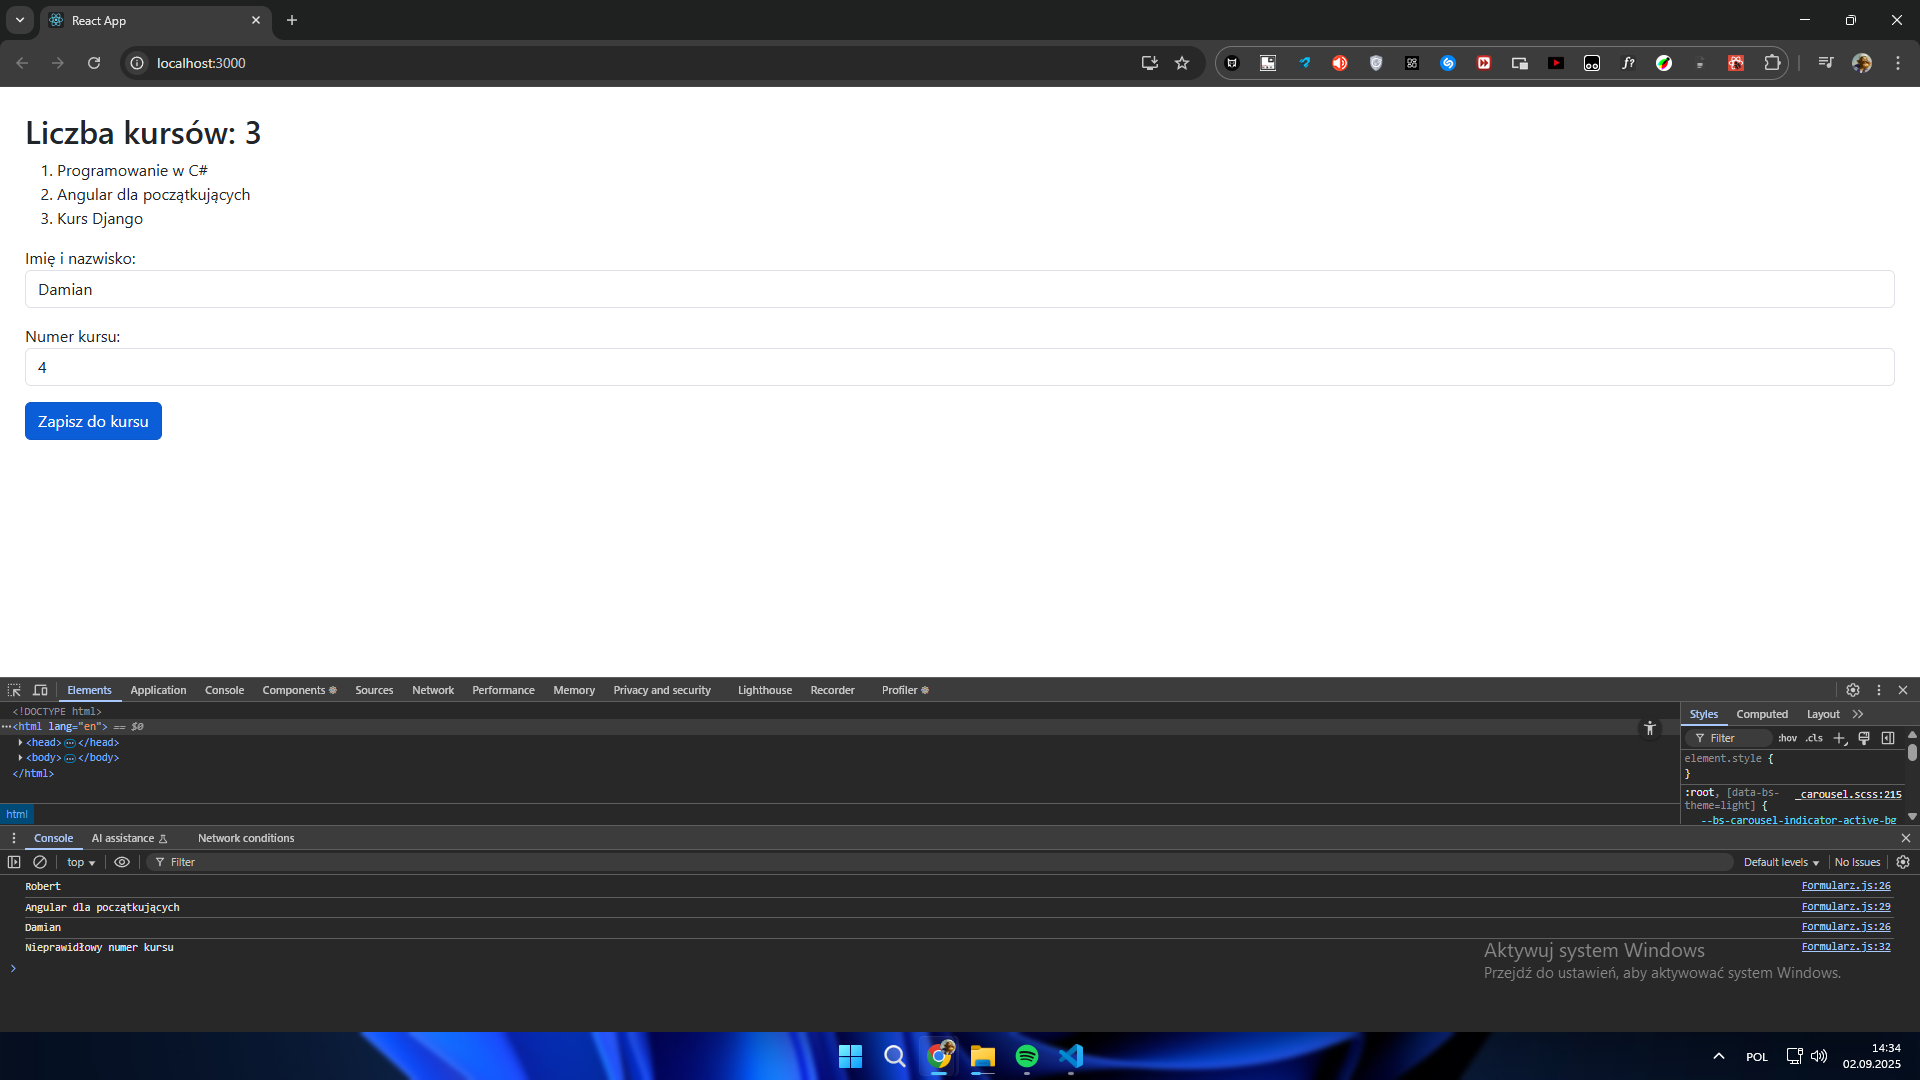 React App
localhost:3000
Liczba kursów: 3
1. Programowanie w C#
2. Angular dla początkujących
3. Kurs Django
Imię i nazwisko:
Damian
Numer kursu:
4
Zapisz do kursu
Elements Application Console Components Sources Network Performance Memory Privacy and security Lighthouse Recorder Profiler
<!DOCTYPE html>
<html lang="en"> == $0
<head> </head>
<body> </body>
</html>
html
Styles Computed Layout
Filter :hov .cls
element.style {
}
:root, [data-bs-theme=light] { _carousel.scss:215
--bs-carousel-indicator-active-bg
Console AI assistance Network conditions
top Filter Default levels No Issues
Robert Formularz.js:26
Angular dla początkujących Formularz.js:29
Damian Formularz.js:26
Nieprawidłowy numer kursu Formularz.js:32
Aktywuj system Windows
Przejdź do ustawień, aby aktywować system Windows.
POL
14:34
02.09.2025